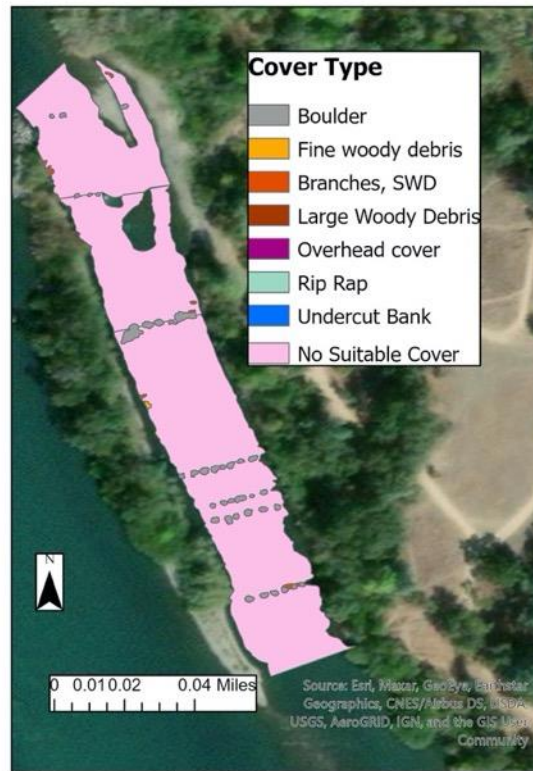 Cover Type
Boulder
Fine woody debris
Branches, SWD
Large Woody Debris
Overhead cover
Rip Rap
Undercut Bank
No Suitable Cover
N
0 0.010.02 0.04 Miles
Source: Esri, Maxar, GeoEye, Earthstar
Geographics, CNES/Airbus DS, USDA,
USGS, AeroGRID, IGN, and the GIS User
Community